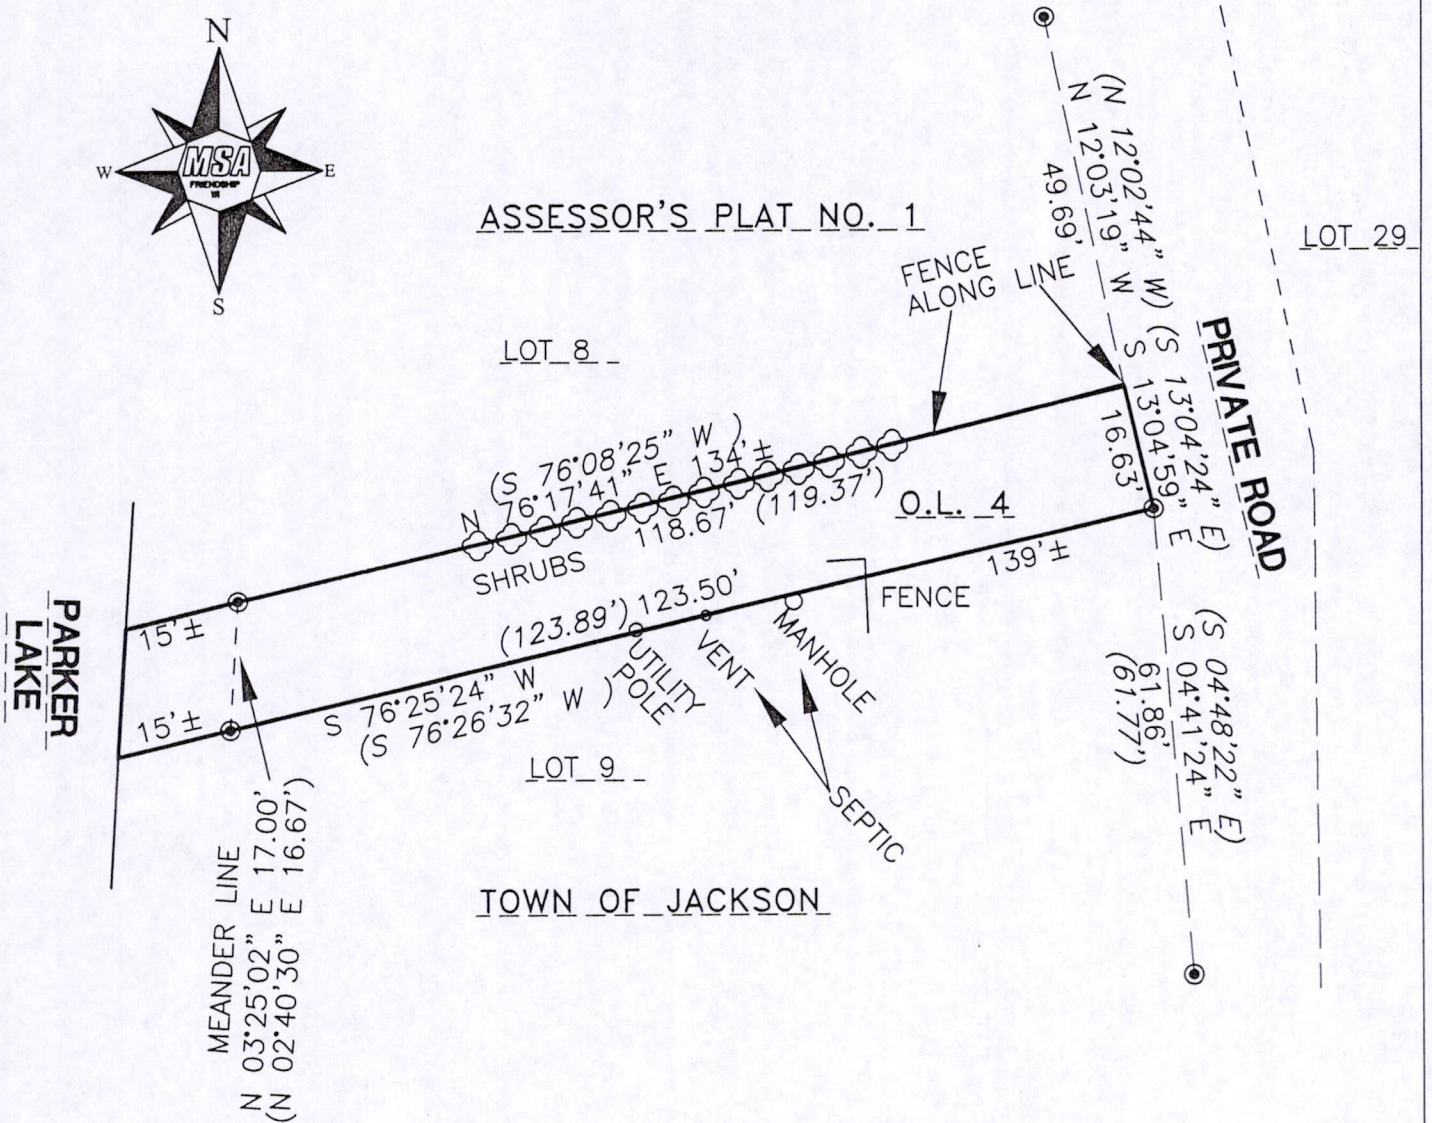 N
W
MSA
FRIENDSHIP
WI
E
S
ASSESSOR'S PLAT NO. 1
(N 12°02'44" W)
N 12°03'19" W
49.69'
LOT 29
FENCE
ALONG LINE
LOT 8
PRIVATE ROAD
(S 13°04'24" E)
S 13°04'59" E
16.63'
(S 76°08'25" W )
N 76°17'41" E 134'±
118.67' (119.37')
SHRUBS
O.L. 4
139'±
FENCE
(123.89') 123.50'
MANHOLE
VENT
UTILITY
POLE
SEPTIC
PARKER
LAKE
15'±
15'±
S 76°25'24" W
(S 76°26'32" W )
LOT 9
(S 04°48'22" E)
S 04°41'24" E
61.86'
(61.77')
TOWN OF JACKSON
MEANDER LINE
N 03°25'02" E 17.00'
(N 02°40'30" E 16.67')